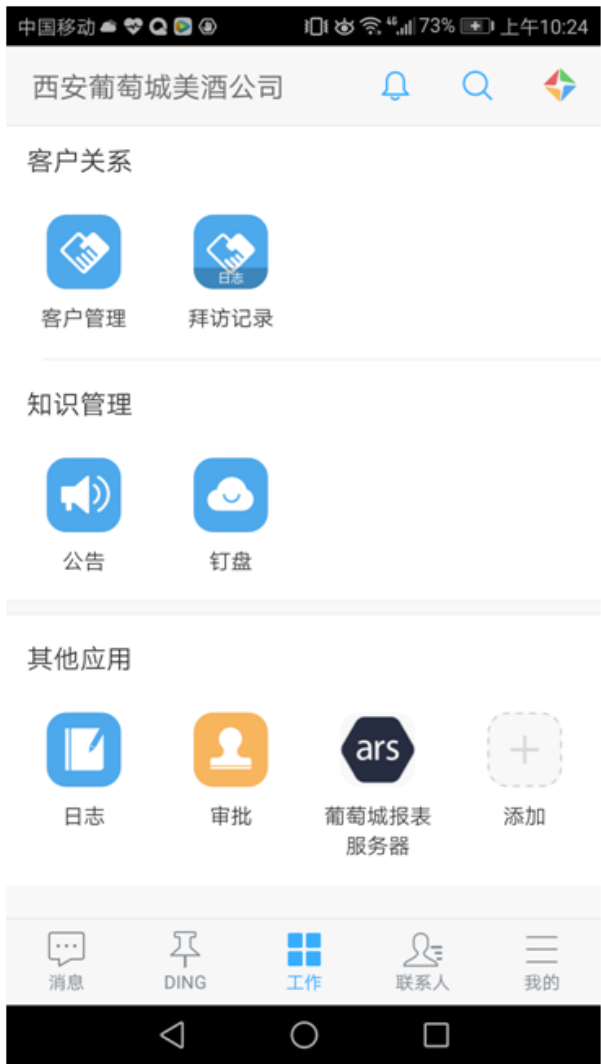 中国移动 73% 上午10:24
西安葡萄城美酒公司
客户关系
日志
客户管理 拜访记录
知识管理
公告 钉盘
其他应用
ars
日志 审批 葡萄城报表 添加
服务器
消息 DING 工作 联系人 我的